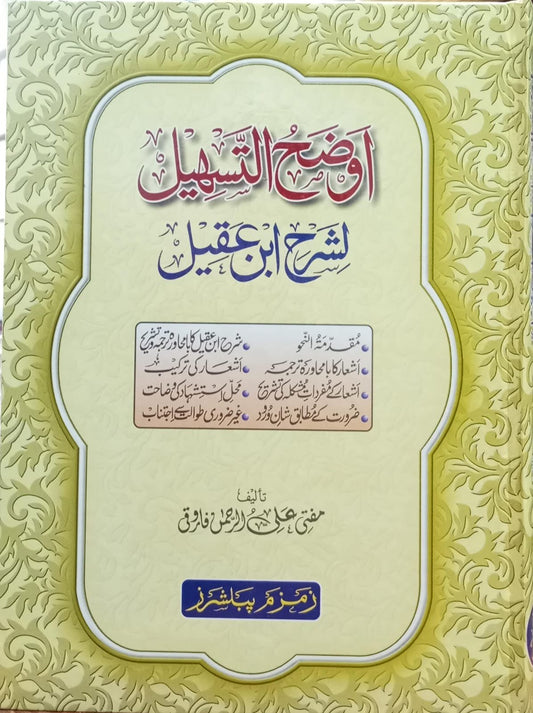 اوضح التسہیل
لشرح ابن عقیل
• مقدمۃ النحو • شرح ابن عقیل کا بامحاورہ ترجمہ و تشریح
• اشعار کا بامحاورہ ترجمہ • اشعار کی ترکیب
• اشعار کے مفردات مشکلہ کی تشریح • محل استشہاد کی وضاحت
• ضرورت کے مطابق شان ورود • غیر ضروری طوالت سے اجتناب
تألیف
مفتی علی الرحمٰن فاروقی
زمزم پبلشرز